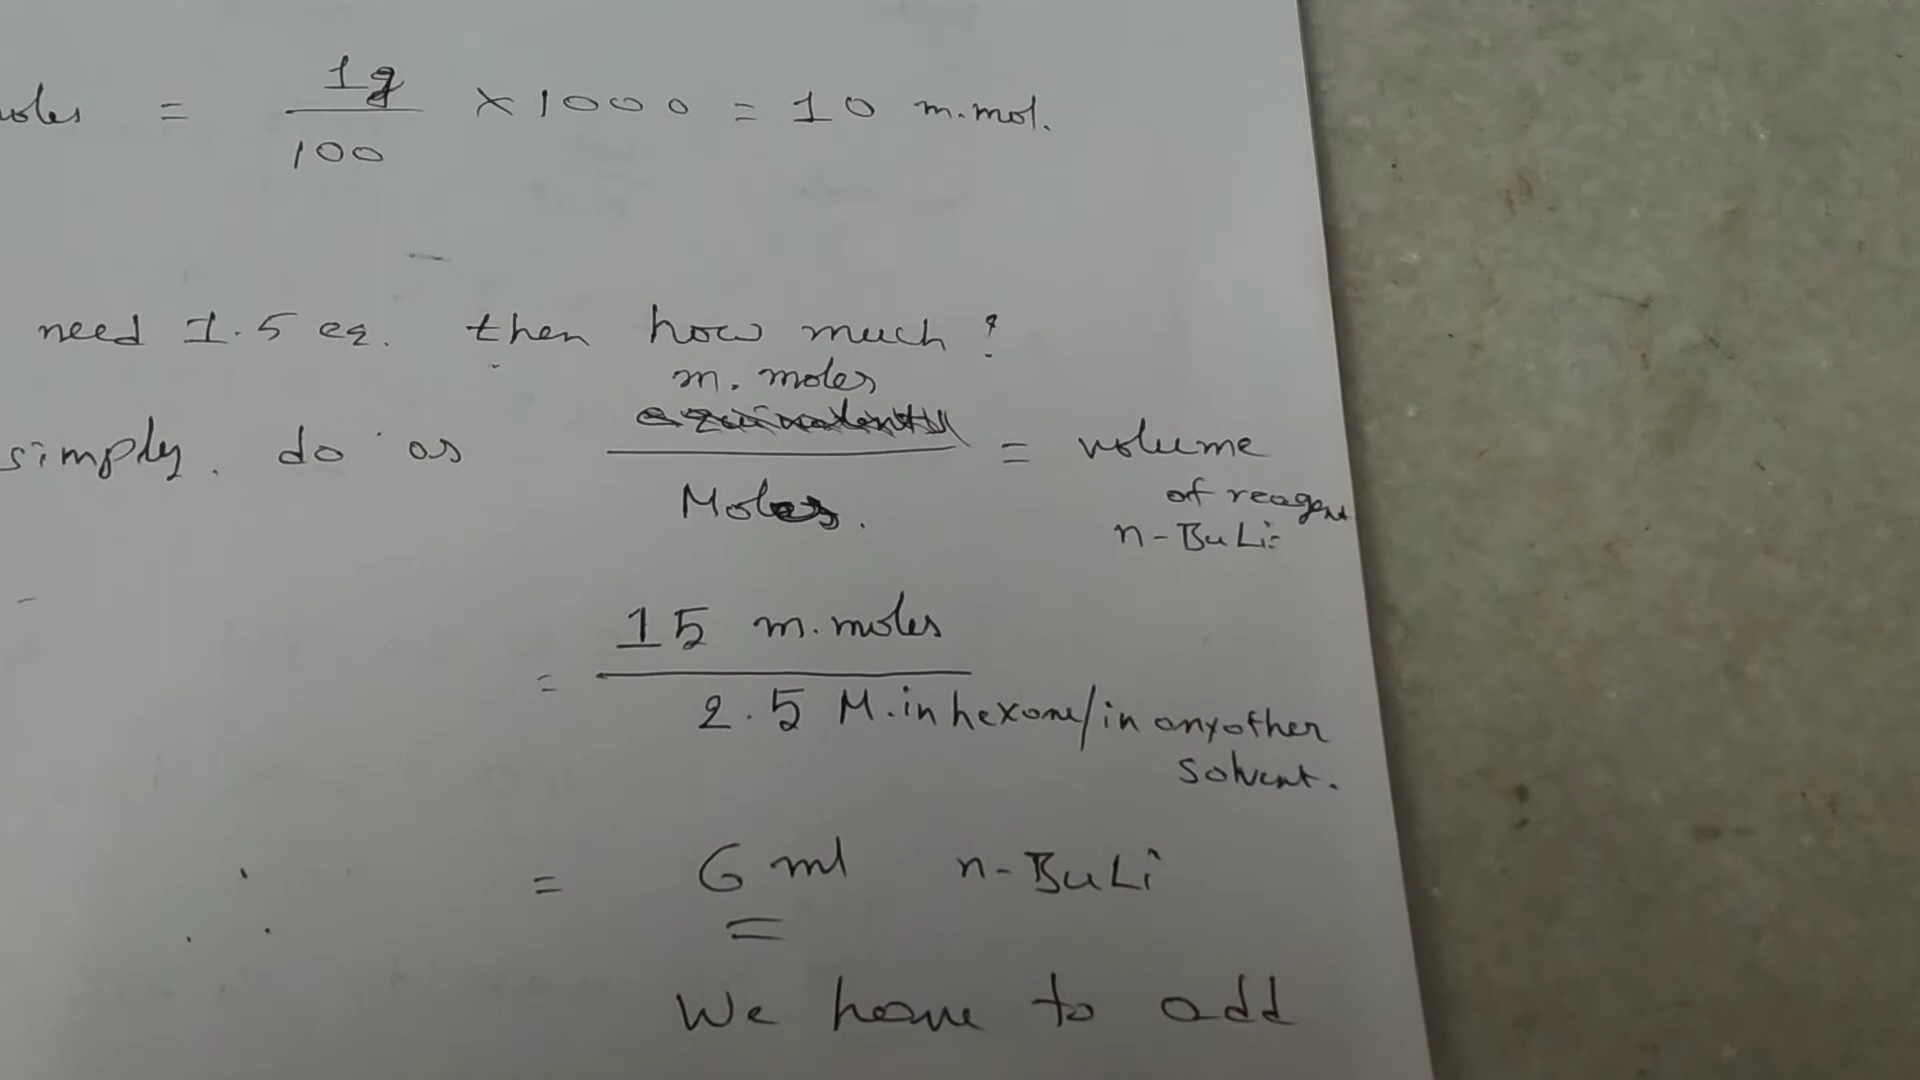 moles = 1g / 100 × 1000 = 10 m.mol.
need 1.5 eq. then how much?
m. moles
simply. do as / Moles. = volume
of reagent
n-BuLi:
= 15 m.moles
2.5 M. in hexane/in anyother
solvent.
= 6 ml n-BuLi
We have to add